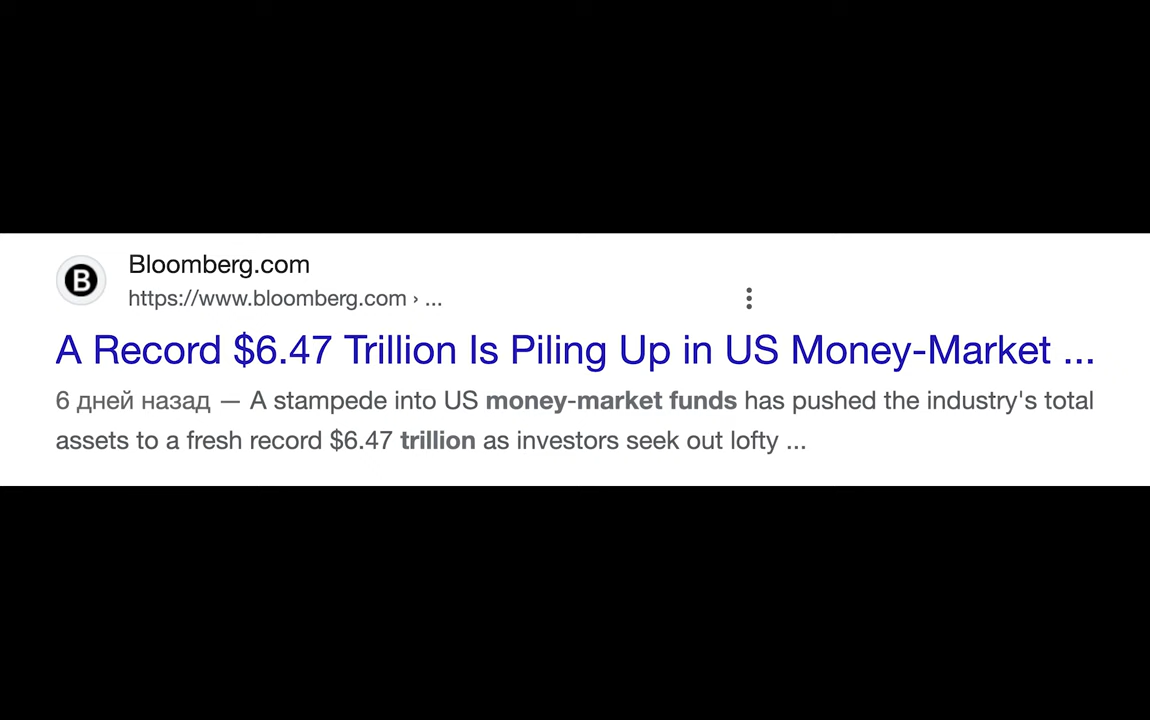 B
Bloomberg.com
https://www.bloomberg.com › ...
A Record $6.47 Trillion Is Piling Up in US Money-Market ...
6 дней назад — A stampede into US money-market funds has pushed the industry's total
assets to a fresh record $6.47 trillion as investors seek out lofty ...